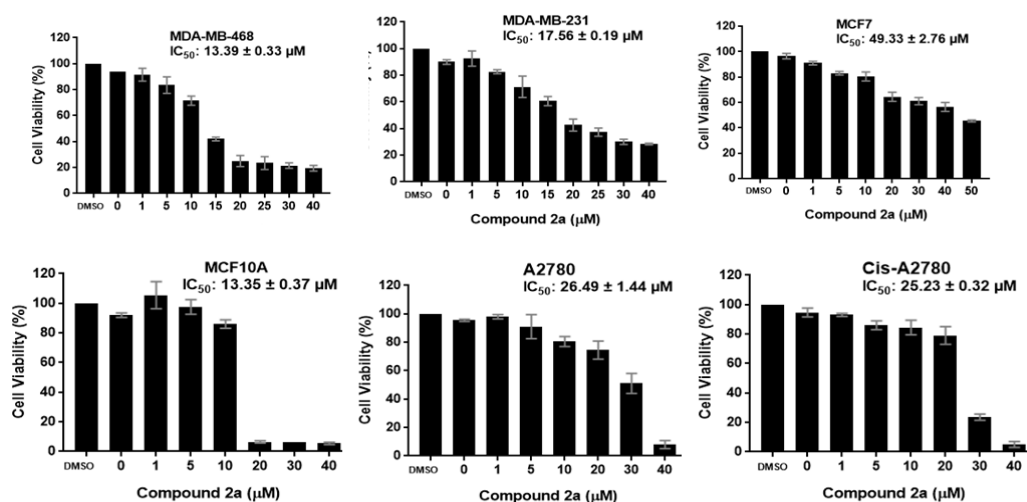 MDA-MB-468
IC50: 13.39 ± 0.33 µM
120
100
80
60
40
20
0
Cell Viability (%)
DMSO 0 1 5 10 15 20 25 30 40
Compound 2a (µM)
MDA-MB-231
IC50: 17.56 ± 0.19 µM
120
100
80
60
40
20
0
DMSO 0 1 5 10 15 20 25 30 40
Compound 2a (µM)
MCF7
IC50: 49.33 ± 2.76 µM
120
100
80
60
40
20
0
Cell Viability (%)
DMSO 0 1 5 10 20 30 40 50
Compound 2a (µM)
MCF10A
IC50: 13.35 ± 0.37 µM
120
100
80
60
40
20
0
Cell Viability (%)
DMSO 0 1 5 10 20 30 40
Compound 2a (µM)
A2780
IC50: 26.49 ± 1.44 µM
120
100
80
60
40
20
0
Cell Viability (%)
DMSO 0 1 5 10 20 30 40
Compound 2a (µM)
Cis-A2780
IC50: 25.23 ± 0.32 µM
120
100
80
60
40
20
0
Cell Viability (%)
DMSO 0 1 5 10 20 30 40
Compound 2a (µM)